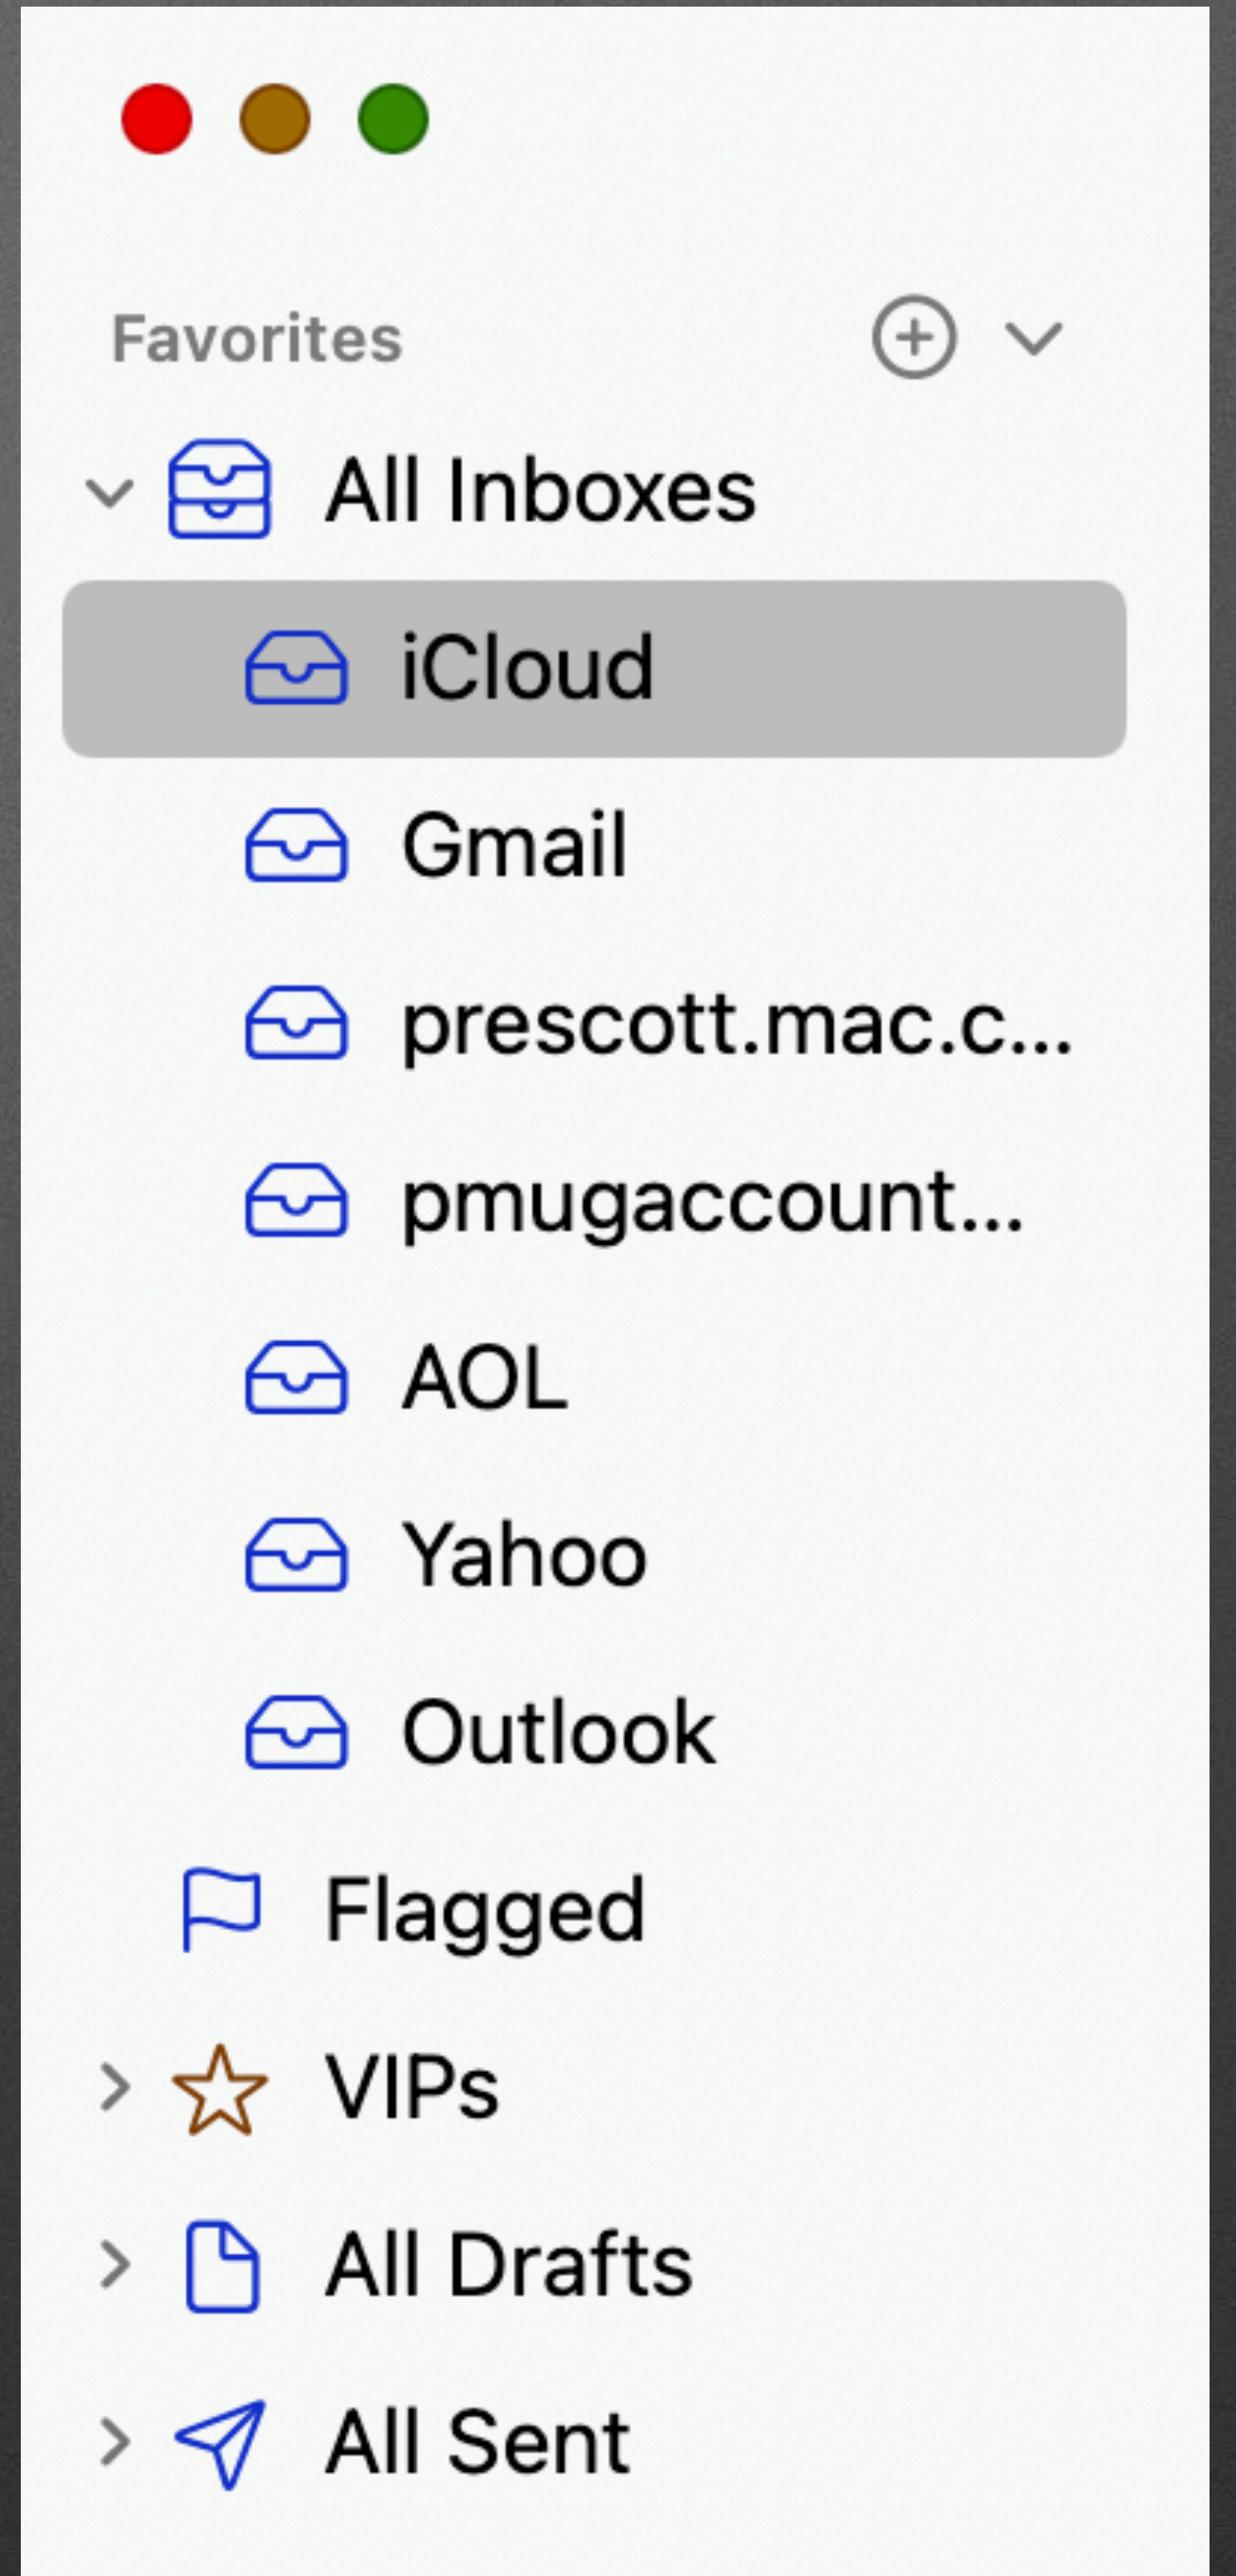 Favorites
All Inboxes
iCloud
Gmail
prescott.mac.c...
pmugaccount...
AOL
Yahoo
Outlook
Flagged
VIPs
All Drafts
All Sent